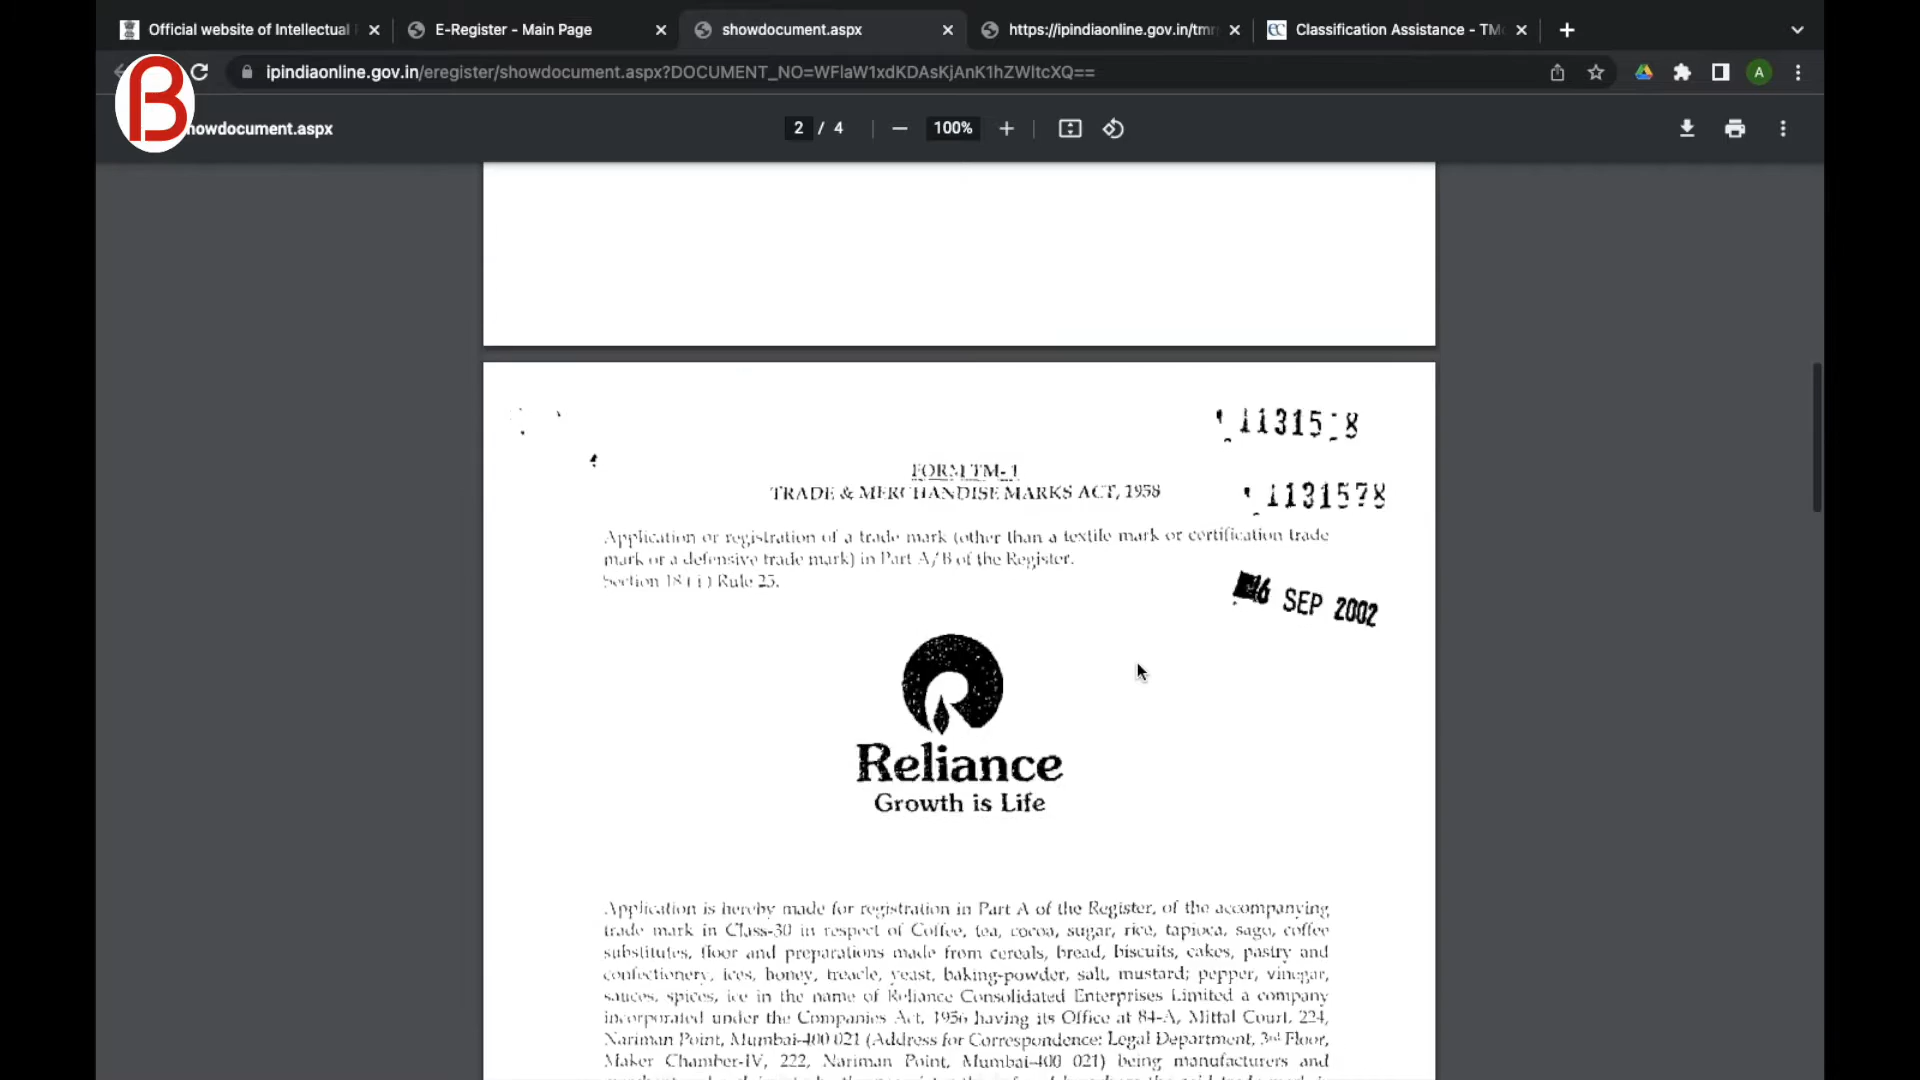 Official website of Intellectual
E-Register - Main Page
showdocument.aspx
https://ipindiaonline.gov.in/tmr
Classification Assistance - TM
ipindiaonline.gov.in/eregister/showdocument.aspx?DOCUMENT_NO=WFlaW1xdKDAsKjAnK1hZWltcXQ==
A
B
howdocument.aspx
2 / 4
100%
11315 8
FORM TM-1
TRADE & MERCHANDISE MARKS ACT, 1958
1131578
Application or registration of a trade mark (other than a textile mark or certification trade
mark or a defensive trade mark) in Part A/B of the Register.
Section 18 ( i ) Rule 25.
SEP 2002
Reliance
Growth is Life
Application is hereby made for registration in Part A of the Register, of the accompanying
trade mark in Class-30 in respect of Coffee, tea, cocoa, sugar, rice, tapioca, sago, coffee
substitutes, floor and preparations made from cereals, bread, biscuits, cakes, pastry and
confectionery, ices, honey, treacle, yeast, baking-powder, salt, mustard; pepper, vinegar,
sauces, spices, ice in the name of Reliance Consolidated Enterprises Limited a company
incorporated under the Companies Act, 1956 having its Office at 84-A, Mittal Court, 224,
Nariman Point, Mumbai-400 021 (Address for Correspondence: Legal Department, 3rd Floor,
Maker Chamber-IV, 222, Nariman Point, Mumbai-400 021) being manufacturers and